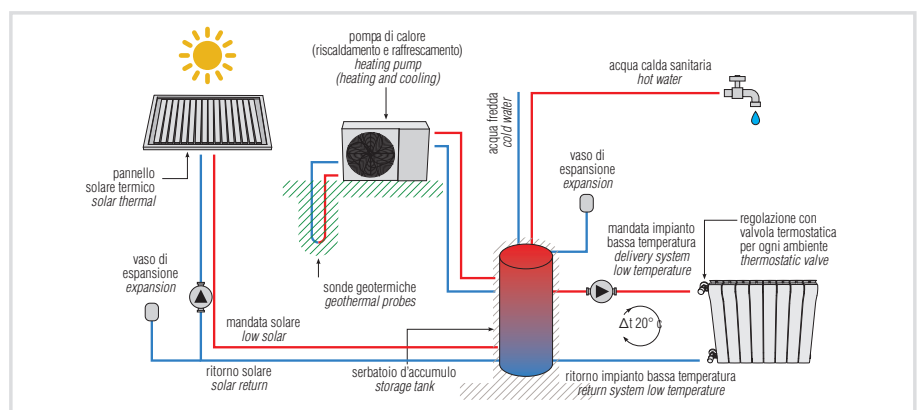 pompa di calore
(riscaldamento e raffrescamento)
heating pump
(heating and cooling)
acqua calda sanitaria
hot water
acqua fredda
cold water
vaso di
espansione
expansion
pannello
solare termico
solar thermal
mandata impianto
bassa temperatura
delivery system
low temperature
regolazione con
valvola termostatica
per ogni ambiente
thermostatic valve
vaso di
espansione
expansion
sonde geotermiche
geothermal probes
Δt 20° c
mandata solare
low solar
ritorno solare
solar return
serbatoio d'accumulo
storage tank
ritorno impianto bassa temperatura
return system low temperature